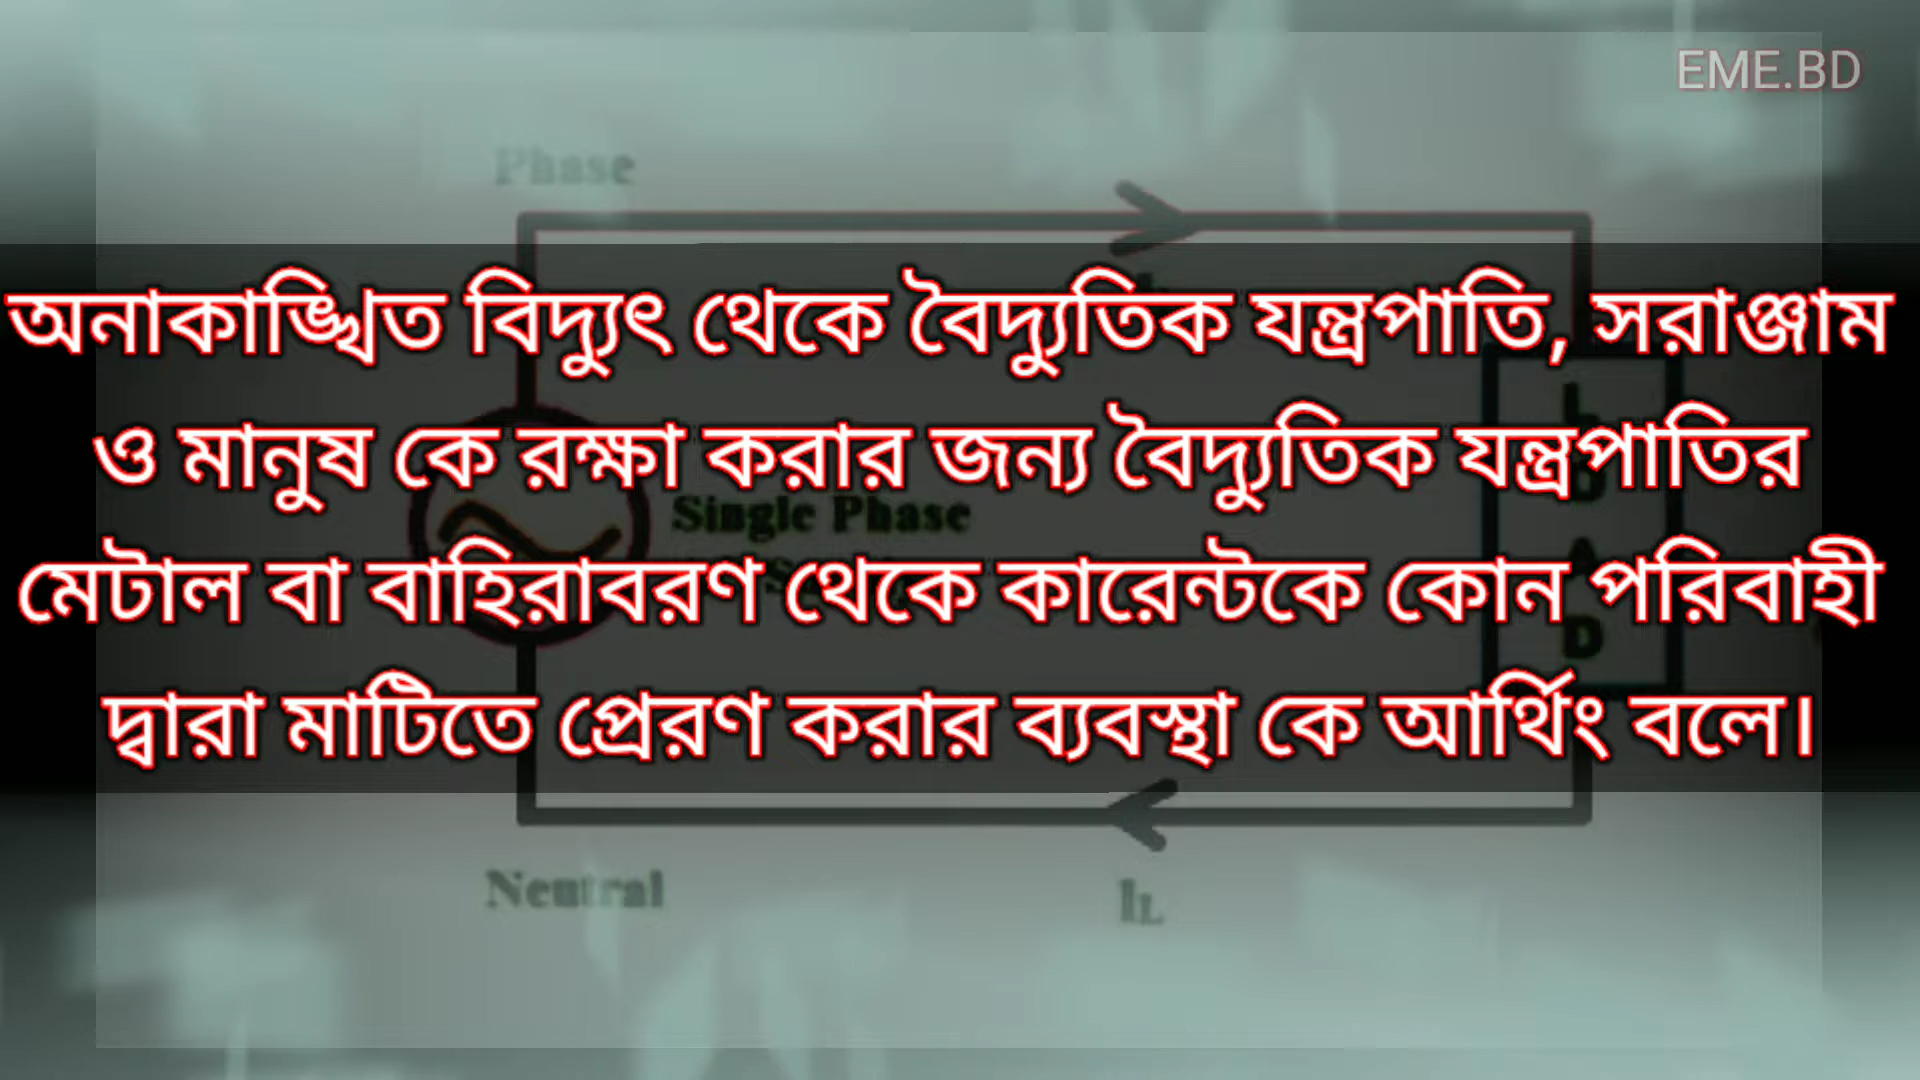 EME.BD
Phase
অনাকাঙ্খিত বিদ্যুৎ থেকে বৈদ্যুতিক যন্ত্রপাতি, সরাঞ্জাম
ও মানুষ কে রক্ষা করার জন্য বৈদ্যুতিক যন্ত্রপাতির
Single Phase
মেটাল বা বাহিরাবরণ থেকে কারেন্টকে কোন পরিবাহী
দ্বারা মাটিতে প্রেরণ করার ব্যবস্থা কে আর্থিং বলে।
Neutral
IL